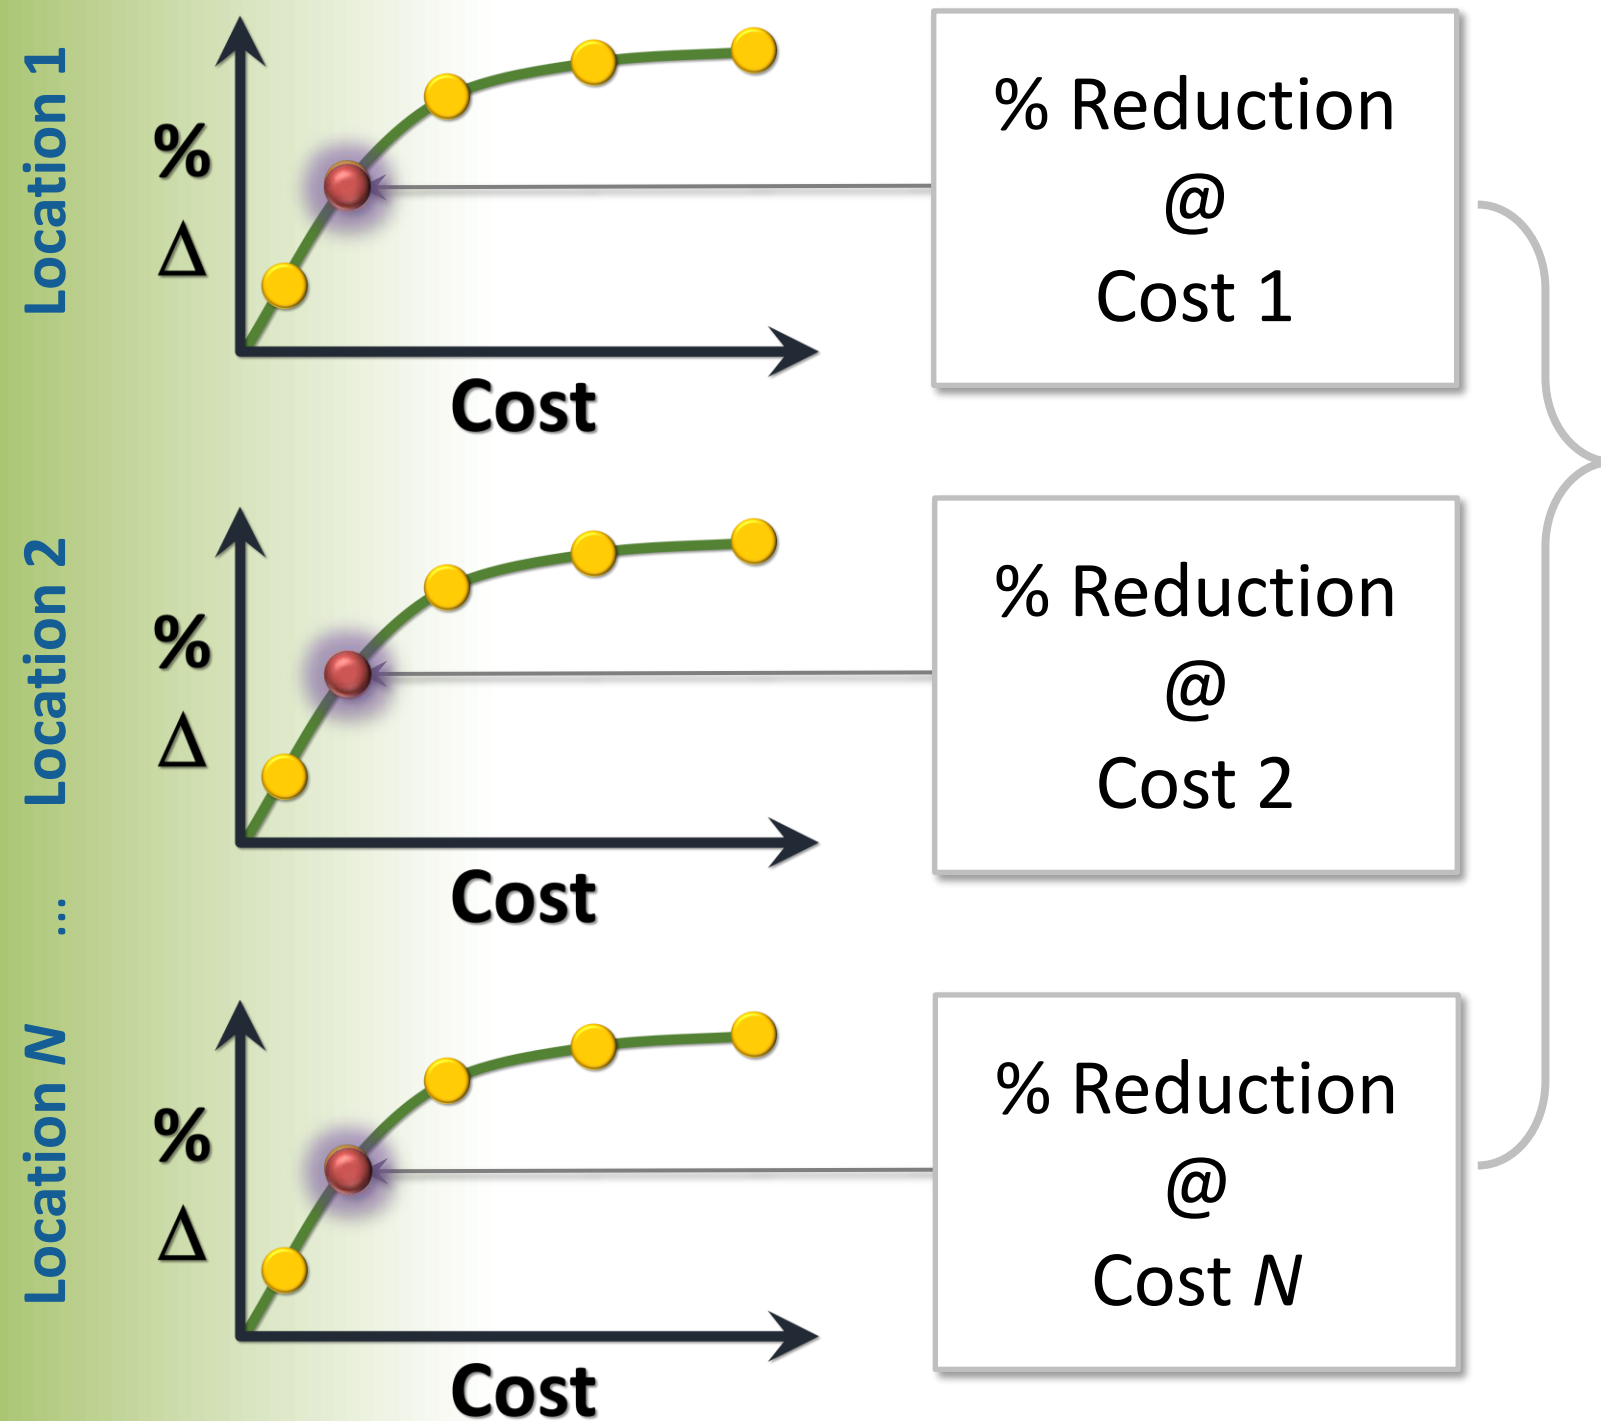 Location 1
%
Δ
Cost
% Reduction
@
Cost 1
Location 2
%
Δ
Cost
% Reduction
@
Cost 2
...
Location N
%
Δ
Cost
% Reduction
@
Cost N